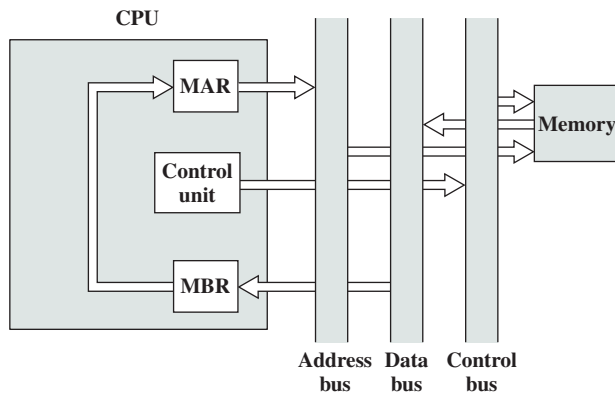 CPU
MAR
Memory
Control
unit
MBR
Address Data Control
bus bus bus